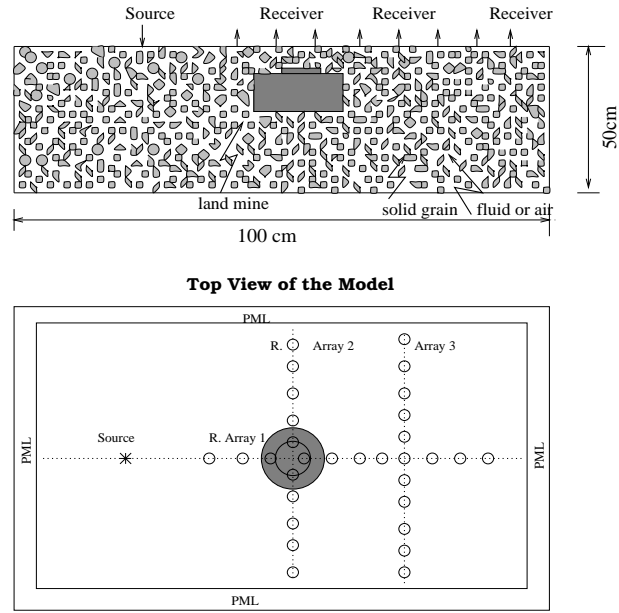 Source Receiver Receiver Receiver
50cm
land mine
solid grain fluid or air
100 cm
Top View of the Model
PML
R. Array 2 Array 3
Source R. Array 1
PML PML
PML